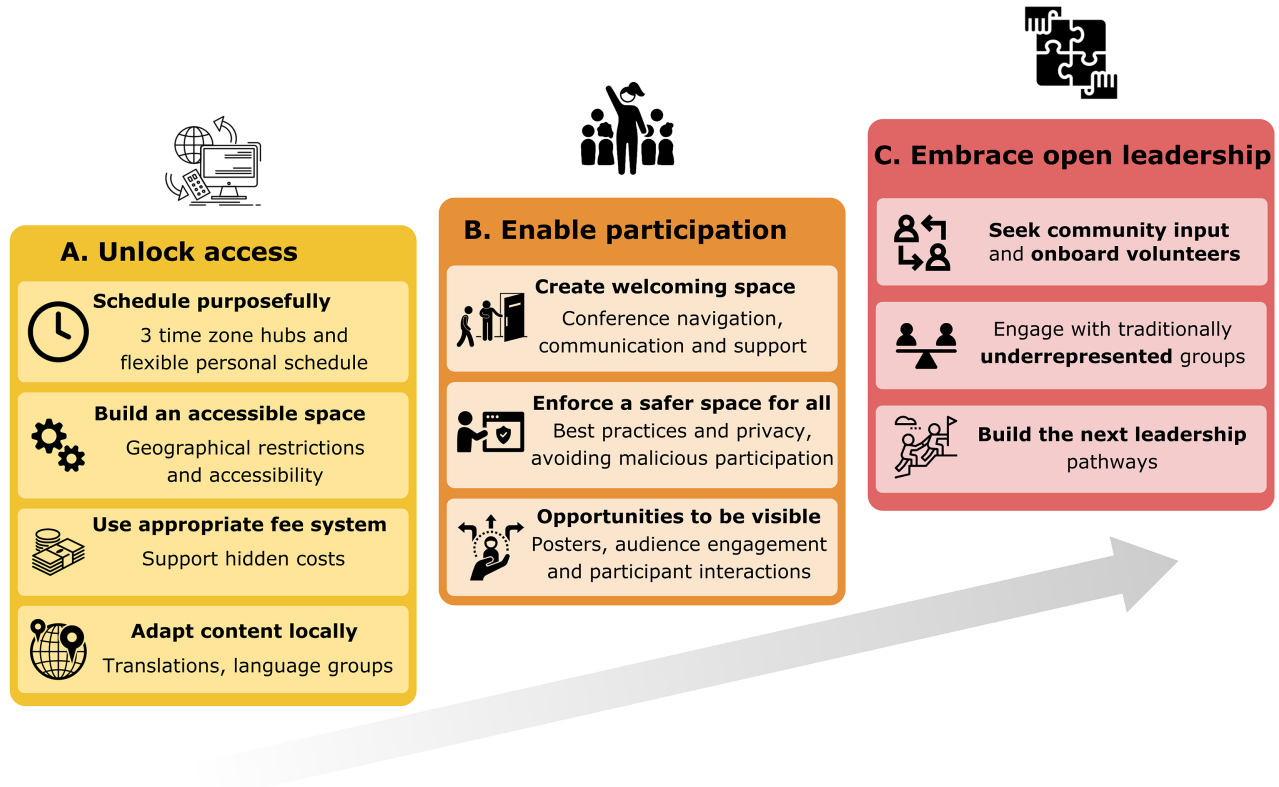 A. Unlock access
Schedule purposefully
3 time zone hubs and
flexible personal schedule
Build an accessible space
Geographical restrictions
and accessibility
Use appropriate fee system
Support hidden costs
Adapt content locally
Translations, language groups
B. Enable participation
Create welcoming space
Conference navigation,
communication and support
Enforce a safer space for all
Best practices and privacy,
avoiding malicious participation
Opportunities to be visible
Posters, audience engagement
and participant interactions
C. Embrace open leadership
Seek community input
and onboard volunteers
Engage with traditionally
underrepresented groups
Build the next leadership
pathways